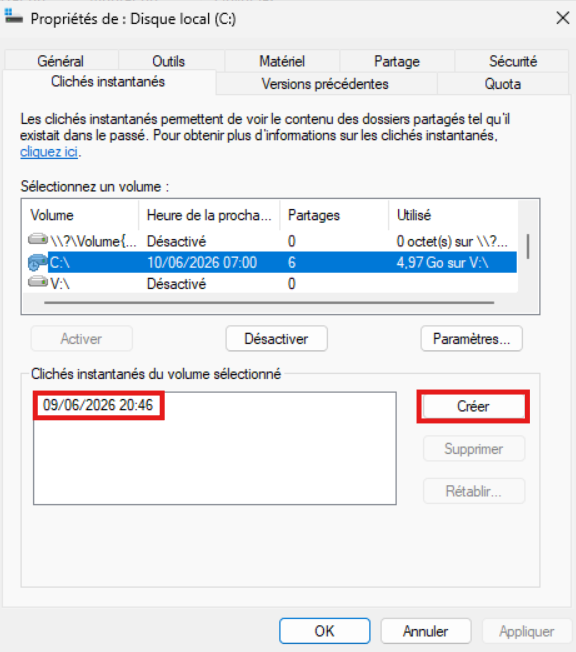 Propriétés de : Disque local (C:)
Général Outils Matériel Partage Sécurité
Clichés instantanés Versions précédentes Quota
Les clichés instantanés permettent de voir le contenu des dossiers partagés tel qu'il
existait dans le passé. Pour obtenir plus d'informations sur les clichés instantanés,
cliquez ici.
Sélectionnez un volume :
Volume Heure de la procha... Partages Utilisé
\\?\Volume{... Désactivé 0 0 octet(s) sur \\?...
C:\ 10/06/2026 07:00 6 4,97 Go sur V:\
V:\ Désactivé 0
Activer Désactiver Paramètres...
Clichés instantanés du volume sélectionné
09/06/2026 20:46 Créer
Supprimer
Rétablir...
OK Annuler Appliquer